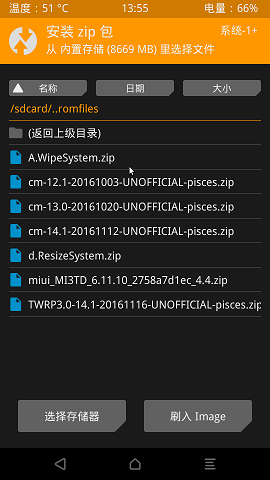 温度：51 °C 13:55 电量：66%
安装 zip 包 系统-1+
从 内置存储 (8669 MB) 里选择文件
名称 日期 大小
/sdcard/..romfiles
(返回上级目录)
A.WipeSystem.zip
cm-12.1-20161003-UNOFFICIAL-pisces.zip
cm-13.0-20161020-UNOFFICIAL-pisces.zip
cm-14.1-20161112-UNOFFICIAL-pisces.zip
d.ResizeSystem.zip
miui_MI3TD_6.11.10_2758a7d1ec_4.4.zip
TWRP3.0-14.1-20161116-UNOFFICIAL-pisces.zip
选择存储器 刷入 Image